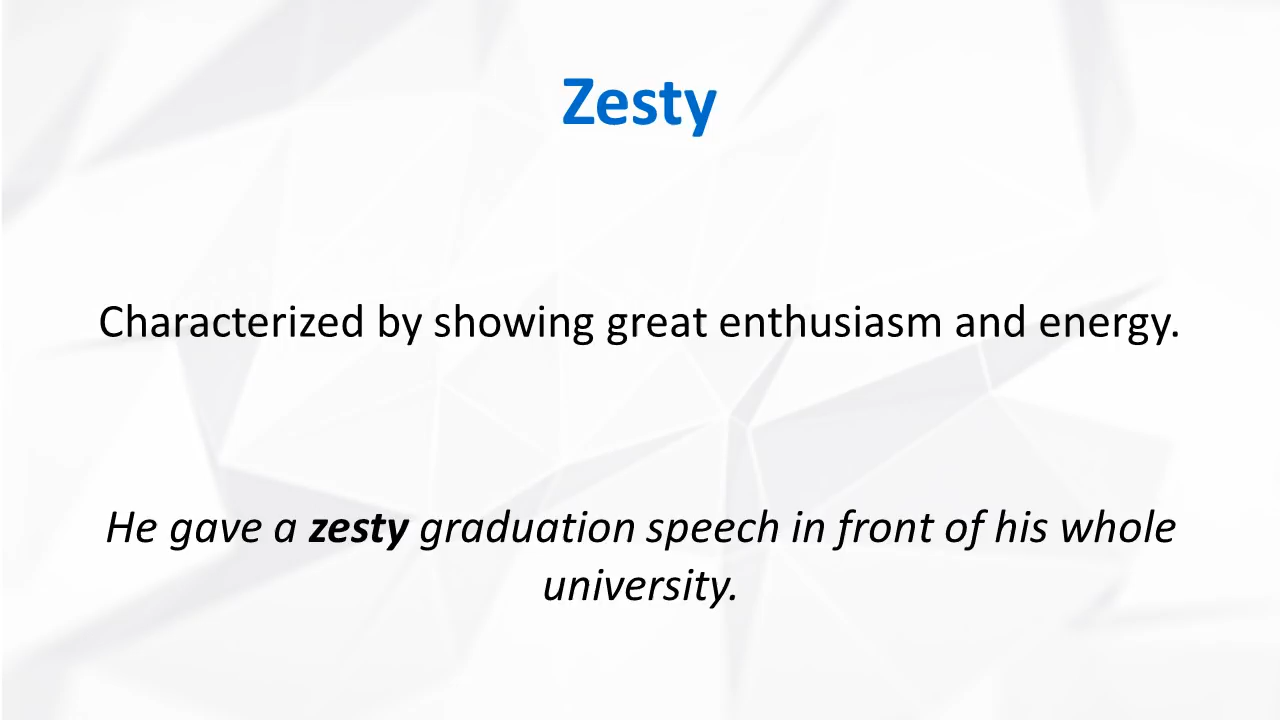 Zesty
Characterized by showing great enthusiasm and energy.
He gave a zesty graduation speech in front of his whole
university.